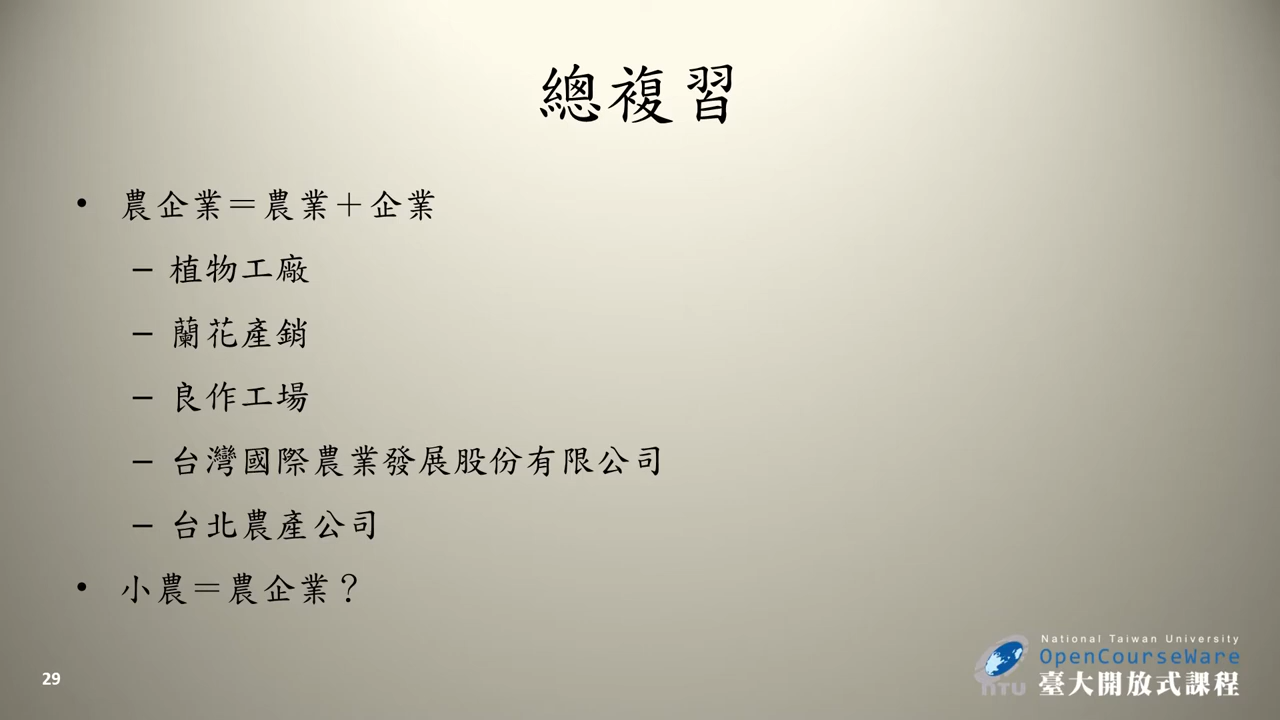 總複習
• 農企業＝農業＋企業
– 植物工廠
– 蘭花產銷
– 良作工場
– 台灣國際農業發展股份有限公司
– 台北農產公司
• 小農＝農企業？
National Taiwan University
OpenCourseWare
臺大開放式課程
NTU
29